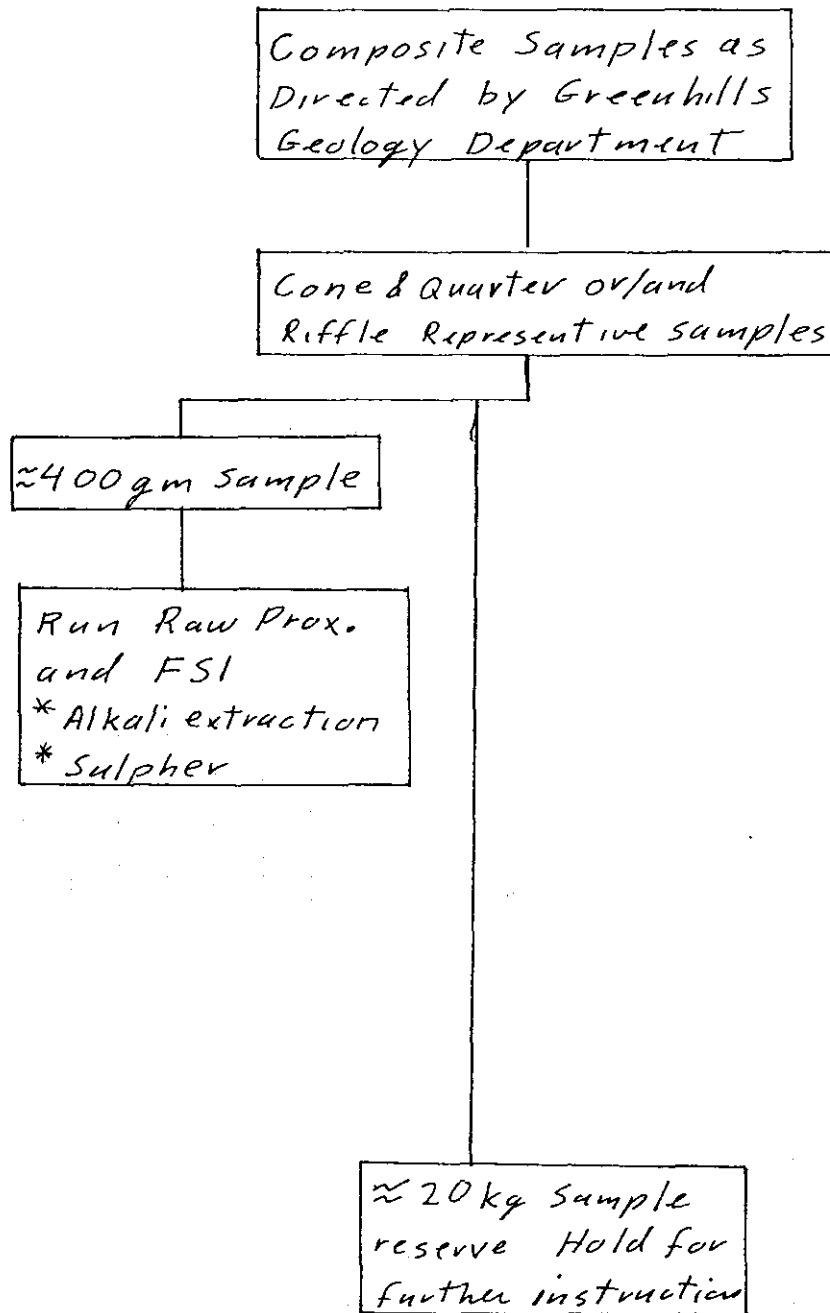 Composite Samples as
Directed by Greenhills
Geology Department
Cone & Quarter or/and
Riffle Representive samples
≈400 gm sample
Run Raw Prox.
and FSI
* Alkali extraction
* Sulpher
≈ 20 kg Sample
reserve Hold for
further instruction